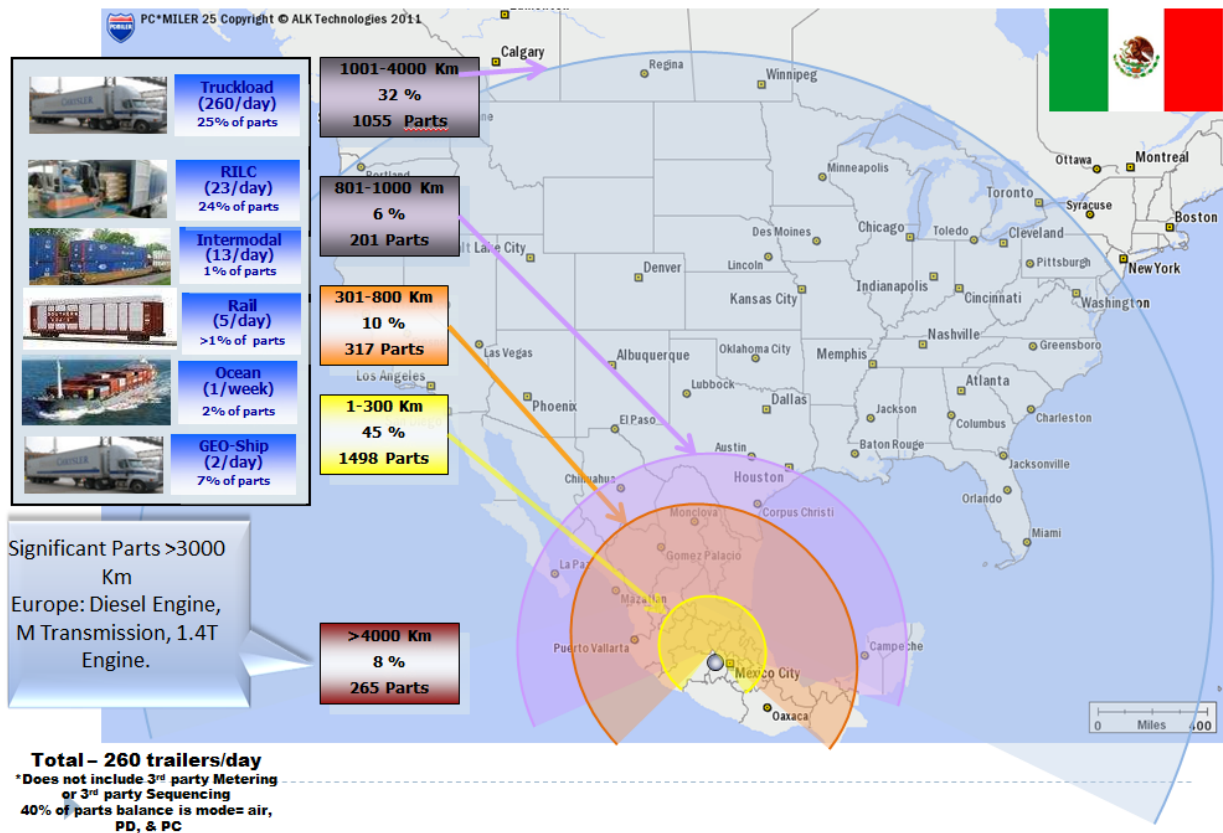 PC*MILER 25 Copyright © ALK Technologies 2011
PCMILER
Truckload
(260/day)
25% of parts
RILC
(23/day)
24% of parts
Intermodal
(13/day)
1% of parts
Rail
(5/day)
>1% of parts
Ocean
(1/week)
2% of parts
GEO-Ship
(2/day)
7% of parts
CHRYSLER
SOUTHERN
CHRYSLER
Significant Parts >3000
Km
Europe: Diesel Engine,
M Transmission, 1.4T
Engine.
Total – 260 trailers/day
*Does not include 3rd party Metering
or 3rd party Sequencing
40% of parts balance is mode= air,
PD, & PC
1001-4000 Km
32 %
1055 Parts
801-1000 Km
6 %
201 Parts
301-800 Km
10 %
317 Parts
1-300 Km
45 %
1498 Parts
>4000 Km
8 %
265 Parts
Calgary
Regina
Winnipeg
Ottawa
Montreal
Portland
Minneapolis
Toronto
Syracuse
Boston
Lake City
Des Moines
Chicago
Toledo
Cleveland
Denver
Lincoln
Pittsburgh
New York
Kansas City
Indianapolis
Cincinnati
Washington
Las Vegas
Albuquerque
Oklahoma City
Memphis
Nashville
Greensboro
Los Angeles
Phoenix
Lubbock
Dallas
Atlanta
El Paso
Jackson
Columbus
Charleston
Austin
Baton Rouge
Jacksonville
Chihuahua
Houston
Orlando
Monclova
Corpus Christi
Miami
La Paz
Gomez Palacio
Mazatlan
Puerto Vallarta
Mexico City
Campeche
Oaxaca
0 Miles 400